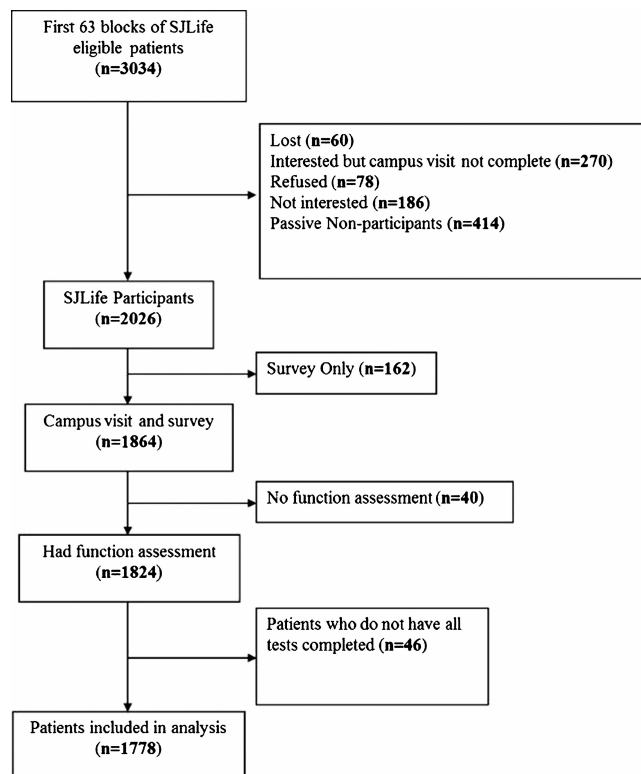 First 63 blocks of SJLife
eligible patients
(n=3034)
Lost (n=60)
Interested but campus visit not complete (n=270)
Refused (n=78)
Not interested (n=186)
Passive Non-participants (n=414)
SJLife Participants
(n=2026)
Survey Only (n=162)
Campus visit and survey
(n=1864)
No function assessment (n=40)
Had function assessment
(n=1824)
Patients who do not have all
tests completed (n=46)
Patients included in analysis
(n=1778)